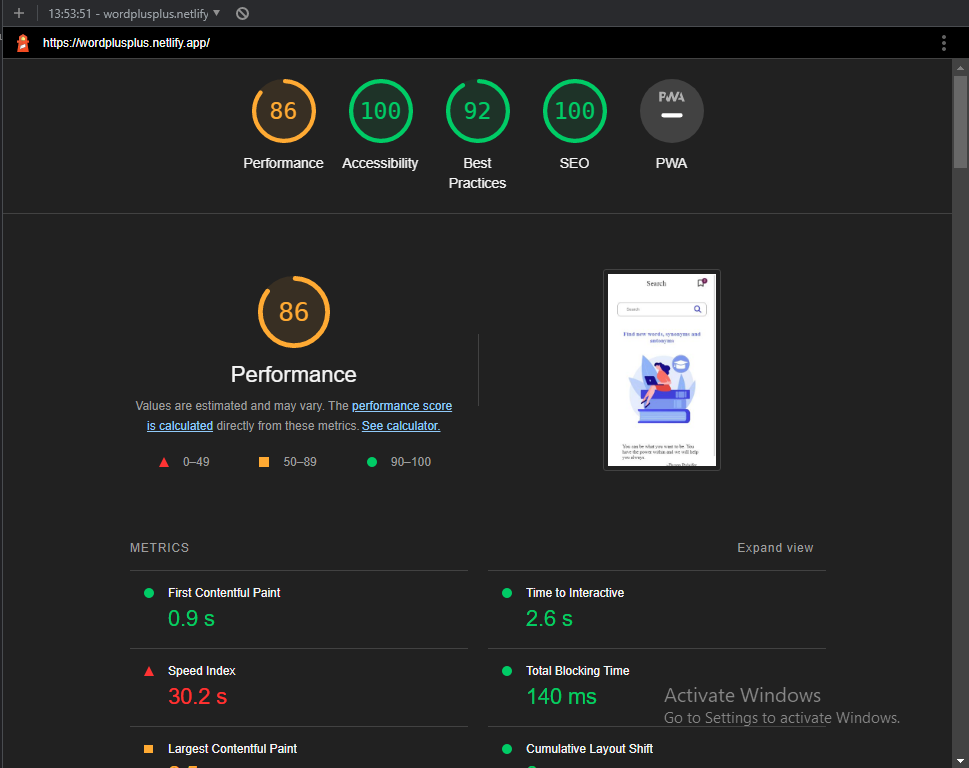 13:53:51 - wordplusplus.netlify
https://wordplusplus.netlify.app/
86
100
92
100
PWA
Performance
Accessibility
Best
Practices
SEO
PWA
86
Performance
Values are estimated and may vary. The performance score
is calculated directly from these metrics. See calculator.
0–49
50–89
90–100
Search
Search
Find new words, synonyms and
antonyms
You can be what you want to be. You
have the power within and we will help
you always.
METRICS
Expand view
First Contentful Paint
0.9 s
Time to Interactive
2.6 s
Speed Index
30.2 s
Total Blocking Time
140 ms
Activate Windows
Go to Settings to activate Windows.
Largest Contentful Paint
Cumulative Layout Shift